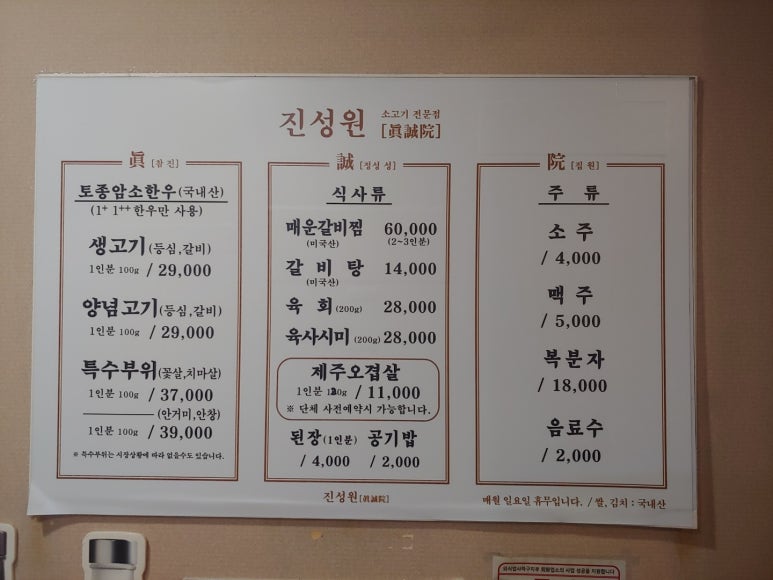 진성원 소고기 전문점
[眞誠院]
眞 [참 진]
토종암소한우(국내산)
(1+ 1++ 한우만 사용)
생고기(등심,갈비)
1인분 100g / 29,000
양념고기(등심,갈비)
1인분 100g / 29,000
특수부위(꽃살,치마살)
1인분 100g / 37,000
(안거미,안창)
1인분 100g / 39,000
※ 특수부위는 시장상황에 따라 없을수도 있습니다.
誠 [정성 성]
식사류
매운갈비찜 60,000
(미국산) (2~3인분)
갈비탕 14,000
(미국산)
육회(200g) 28,000
육사시미(200g) 28,000
제주오겹살
1인분 130g / 11,000
※ 단체 사전예약시 가능합니다.
된장(1인분) 공기밥
/ 4,000 / 2,000
院 [집 원]
주류
소주
/ 4,000
맥주
/ 5,000
복분자
/ 18,000
음료수
/ 2,000
진성원[眞誠院]
매월 일요일 휴무입니다. / 쌀,김치 : 국내산